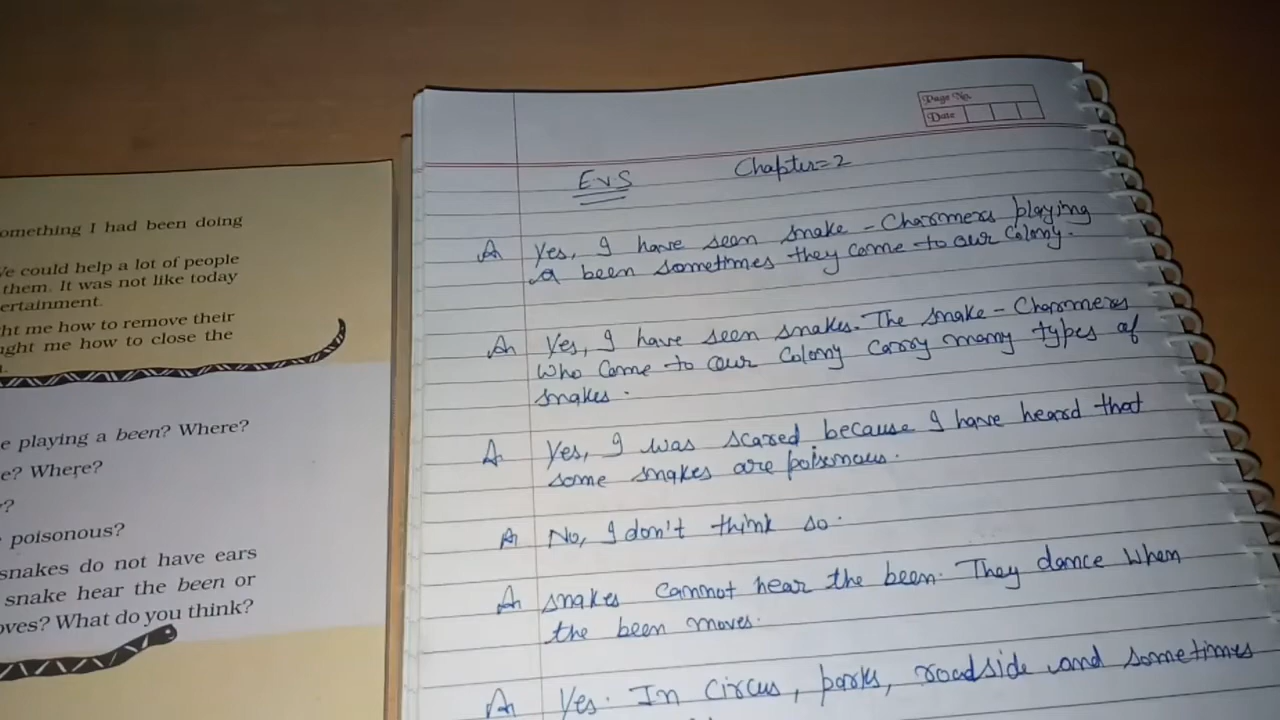 omething I had been doing
e could help a lot of people
them. It was not like today
ertainment.
ht me how to remove their
ught me how to close the
e playing a been? Where?
e? Where?
?
poisonous?
snakes do not have ears
snake hear the been or
oves? What do you think?
Page No.
Date
EVS Chapter=2
A Yes, I have seen snake - Charmers playing
a been sometimes they come to our Colony.
An Yes, I have seen snakes. The snake - Charmers
who come to our Colony carry many types of
snakes.
A Yes, I was scared because I have heard that
some snakes are poisonous.
A No, I don't think so.
A snakes cannot hear the been. They dance when
the been moves.
A Yes. In circus, parks, roadside and sometimes